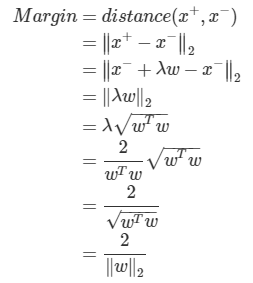 Margin = distance(x⁺, x⁻)
= ‖x⁺ − x⁻‖₂
= ‖x⁻ + λw − x⁻‖₂
= ‖λw‖₂
= λ√(wᵀw)
= 2/(wᵀw) √(wᵀw)
= 2/√(wᵀw)
= 2/‖w‖₂